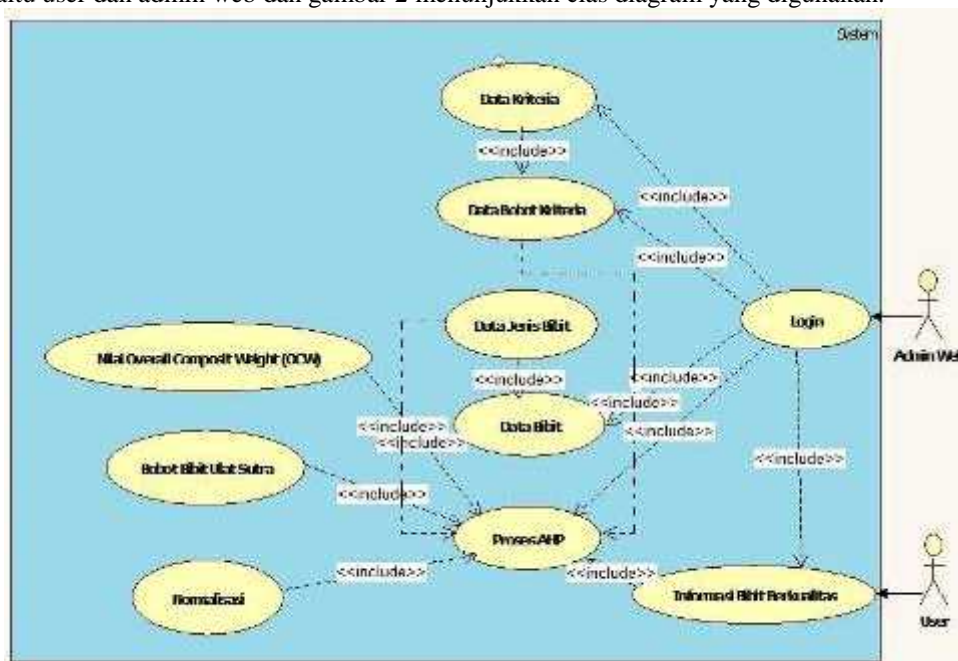 user dan admin web dan gambar 2 menunjukkan clas diagram yang digunakan.
System
Data Kriteria
<<include>>
<<include>>
Data Bobot Kriteria
<<include>>
Data Jenis Bibit
Login
Nilai Overall Composit Weight (OCW)
Admin We
<<include>>
<<include>>
<<include>>
<<include>>
<<include>>
Data Bibit
<<include>>
<<include>>
Bobot Bibit Ulat Sutra
<<include>>
Proses AHP
<<include>>
<<include>>
Normalisasi
Informasi Bibit Berkualitas
User